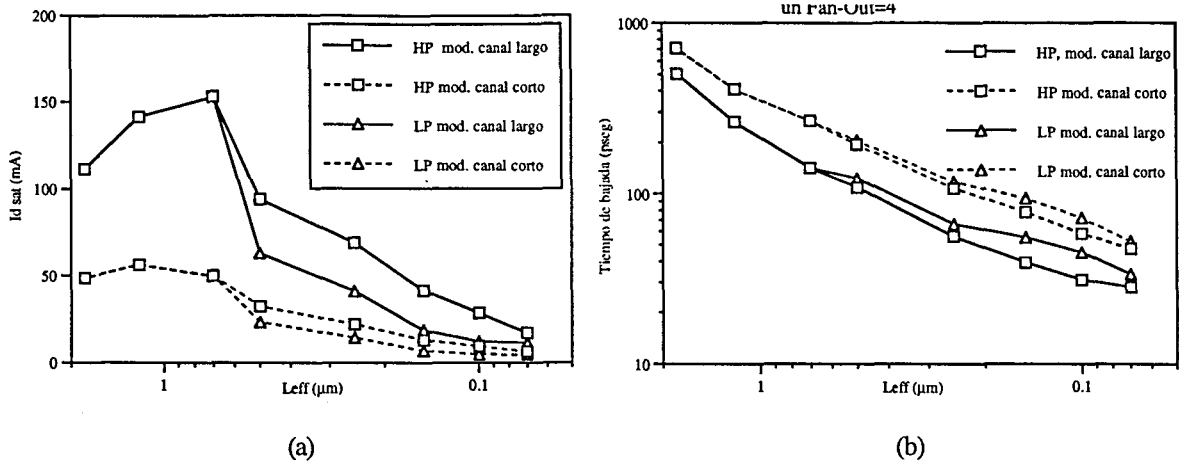 Id sat (mA)
200
150
100
50
0
1
0.1
Leff (μm)
HP mod. canal largo
HP mod. canal corto
LP mod. canal largo
LP mod. canal corto
(a)
un Fan-Out=4
Tiempo de bajada (pseg)
1000
100
10
1
0.1
Leff (μm)
HP, mod. canal largo
HP mod. canal corto
LP mod. canal largo
LP mod. canal corto
(b)